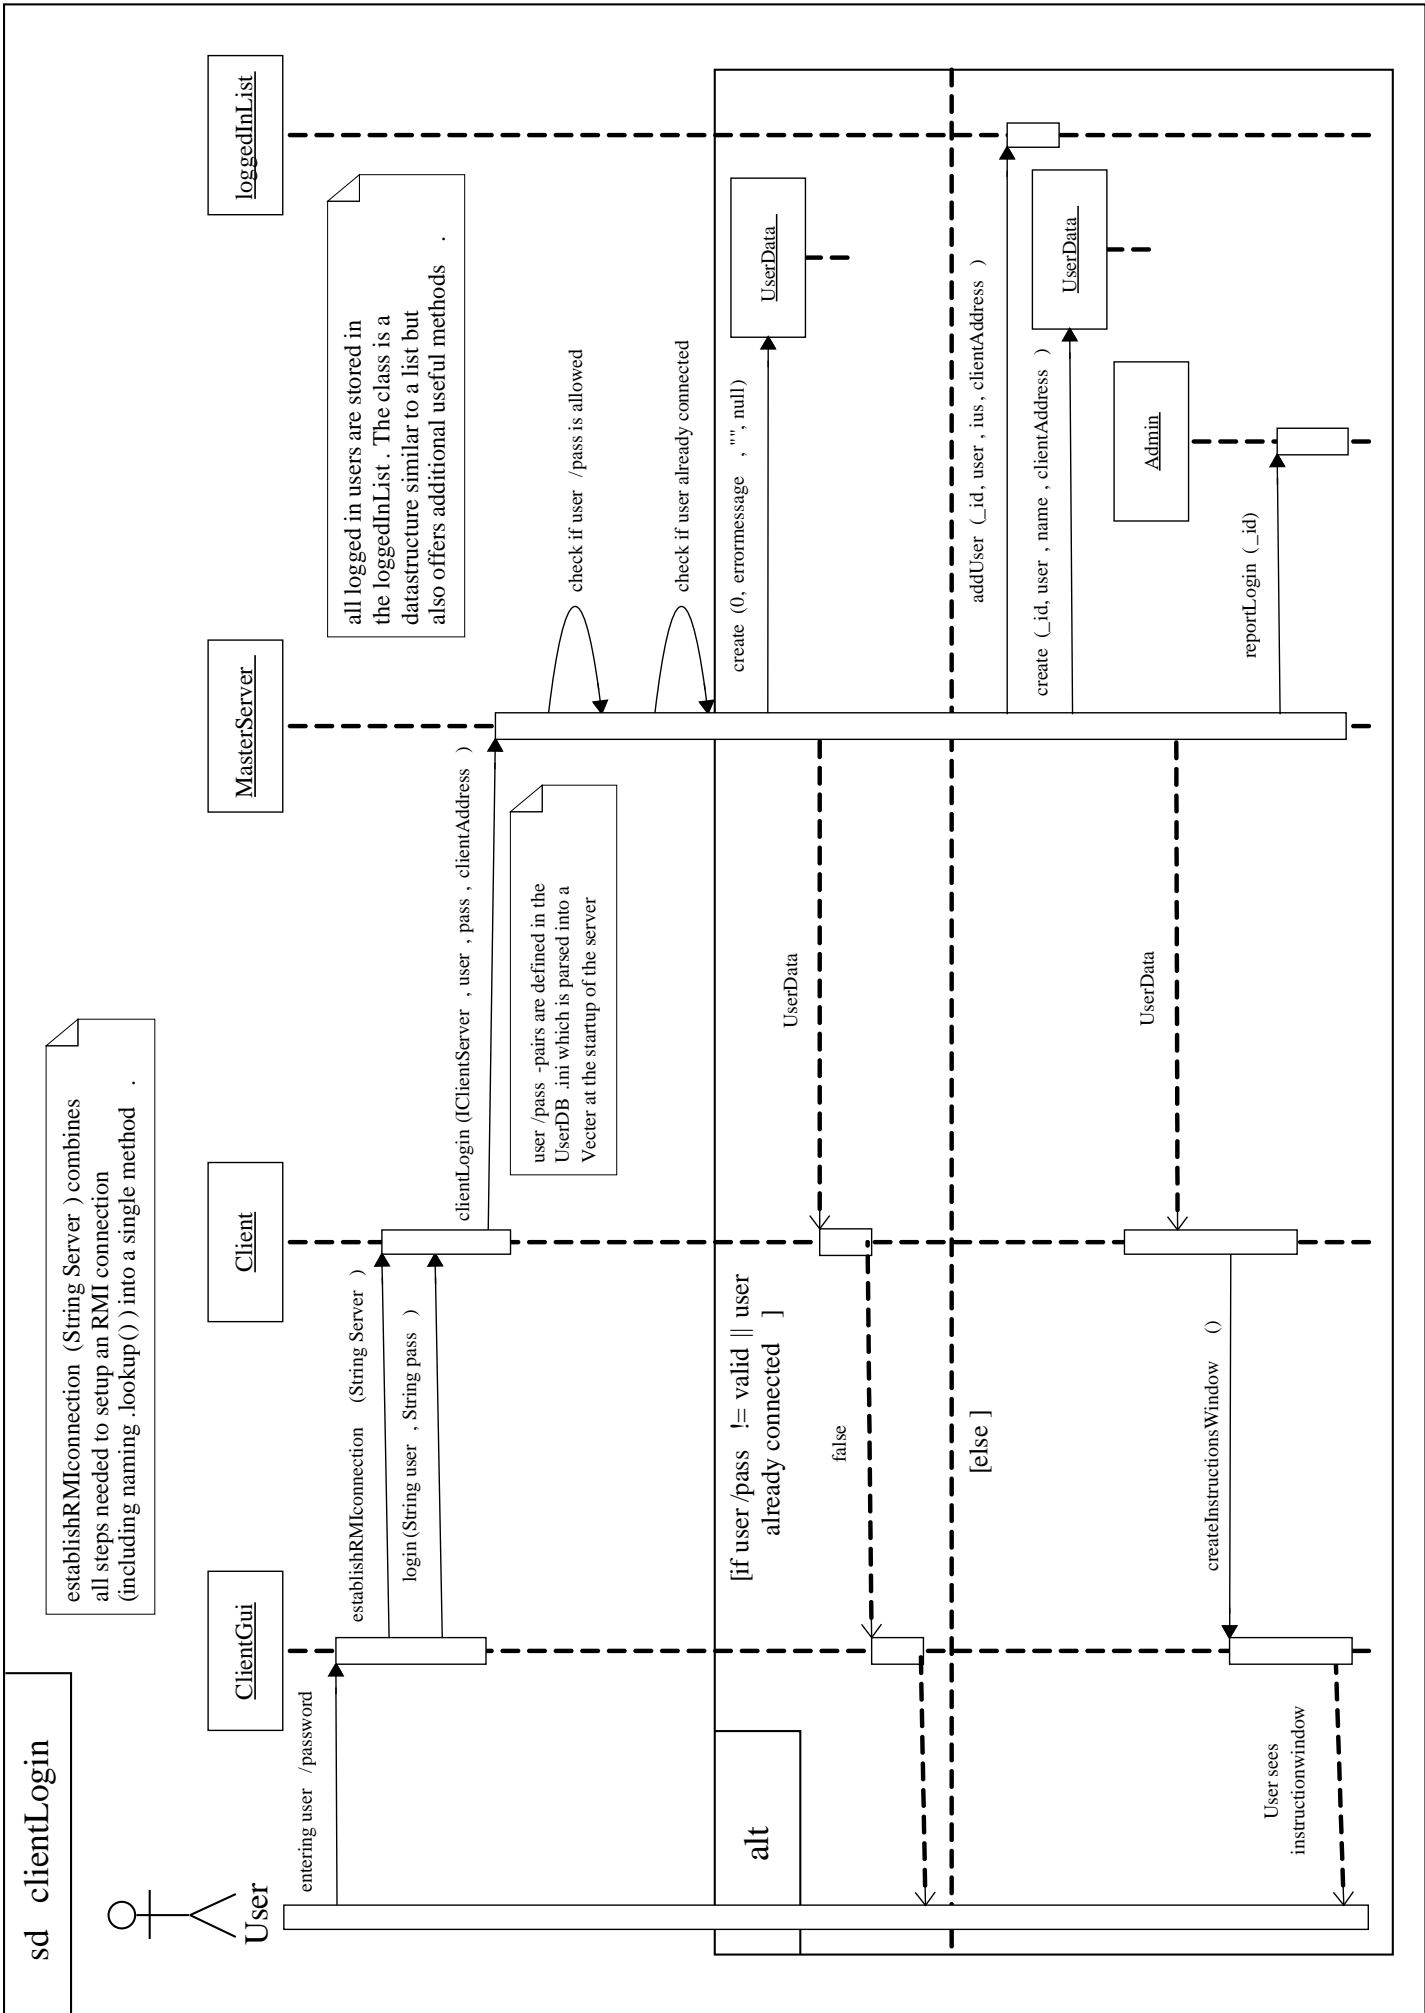 sd clientLogin
establishRMIconnection (String Server ) combines
all steps needed to setup an RMI connection
(including naming .lookup() ) into a single method .
User
ClientGui
Client
MasterServer
loggedInList
entering user /password
establishRMIconnection (String Server )
login (String user , String pass )
all logged in users are stored in
the loggedInList . The class is a
datastructure similar to a list but
also offers additional useful methods .
clientLogin (IClientServer , user , pass , clientAddress )
user /pass -pairs are defined in the
UserDB .ini which is parsed into a
Vecter at the startup of the server
check if user /pass is allowed
check if user already connected
alt
[if user /pass != valid || user
already connected ]
create (0, errormessage , "", null)
UserData
UserData
false
[else ]
addUser (_id, user , ius , clientAddress )
create (_id, user , name , clientAddress )
UserData
Admin
UserData
createInstructionsWindow ()
reportLogin (_id)
User sees
instructionwindow